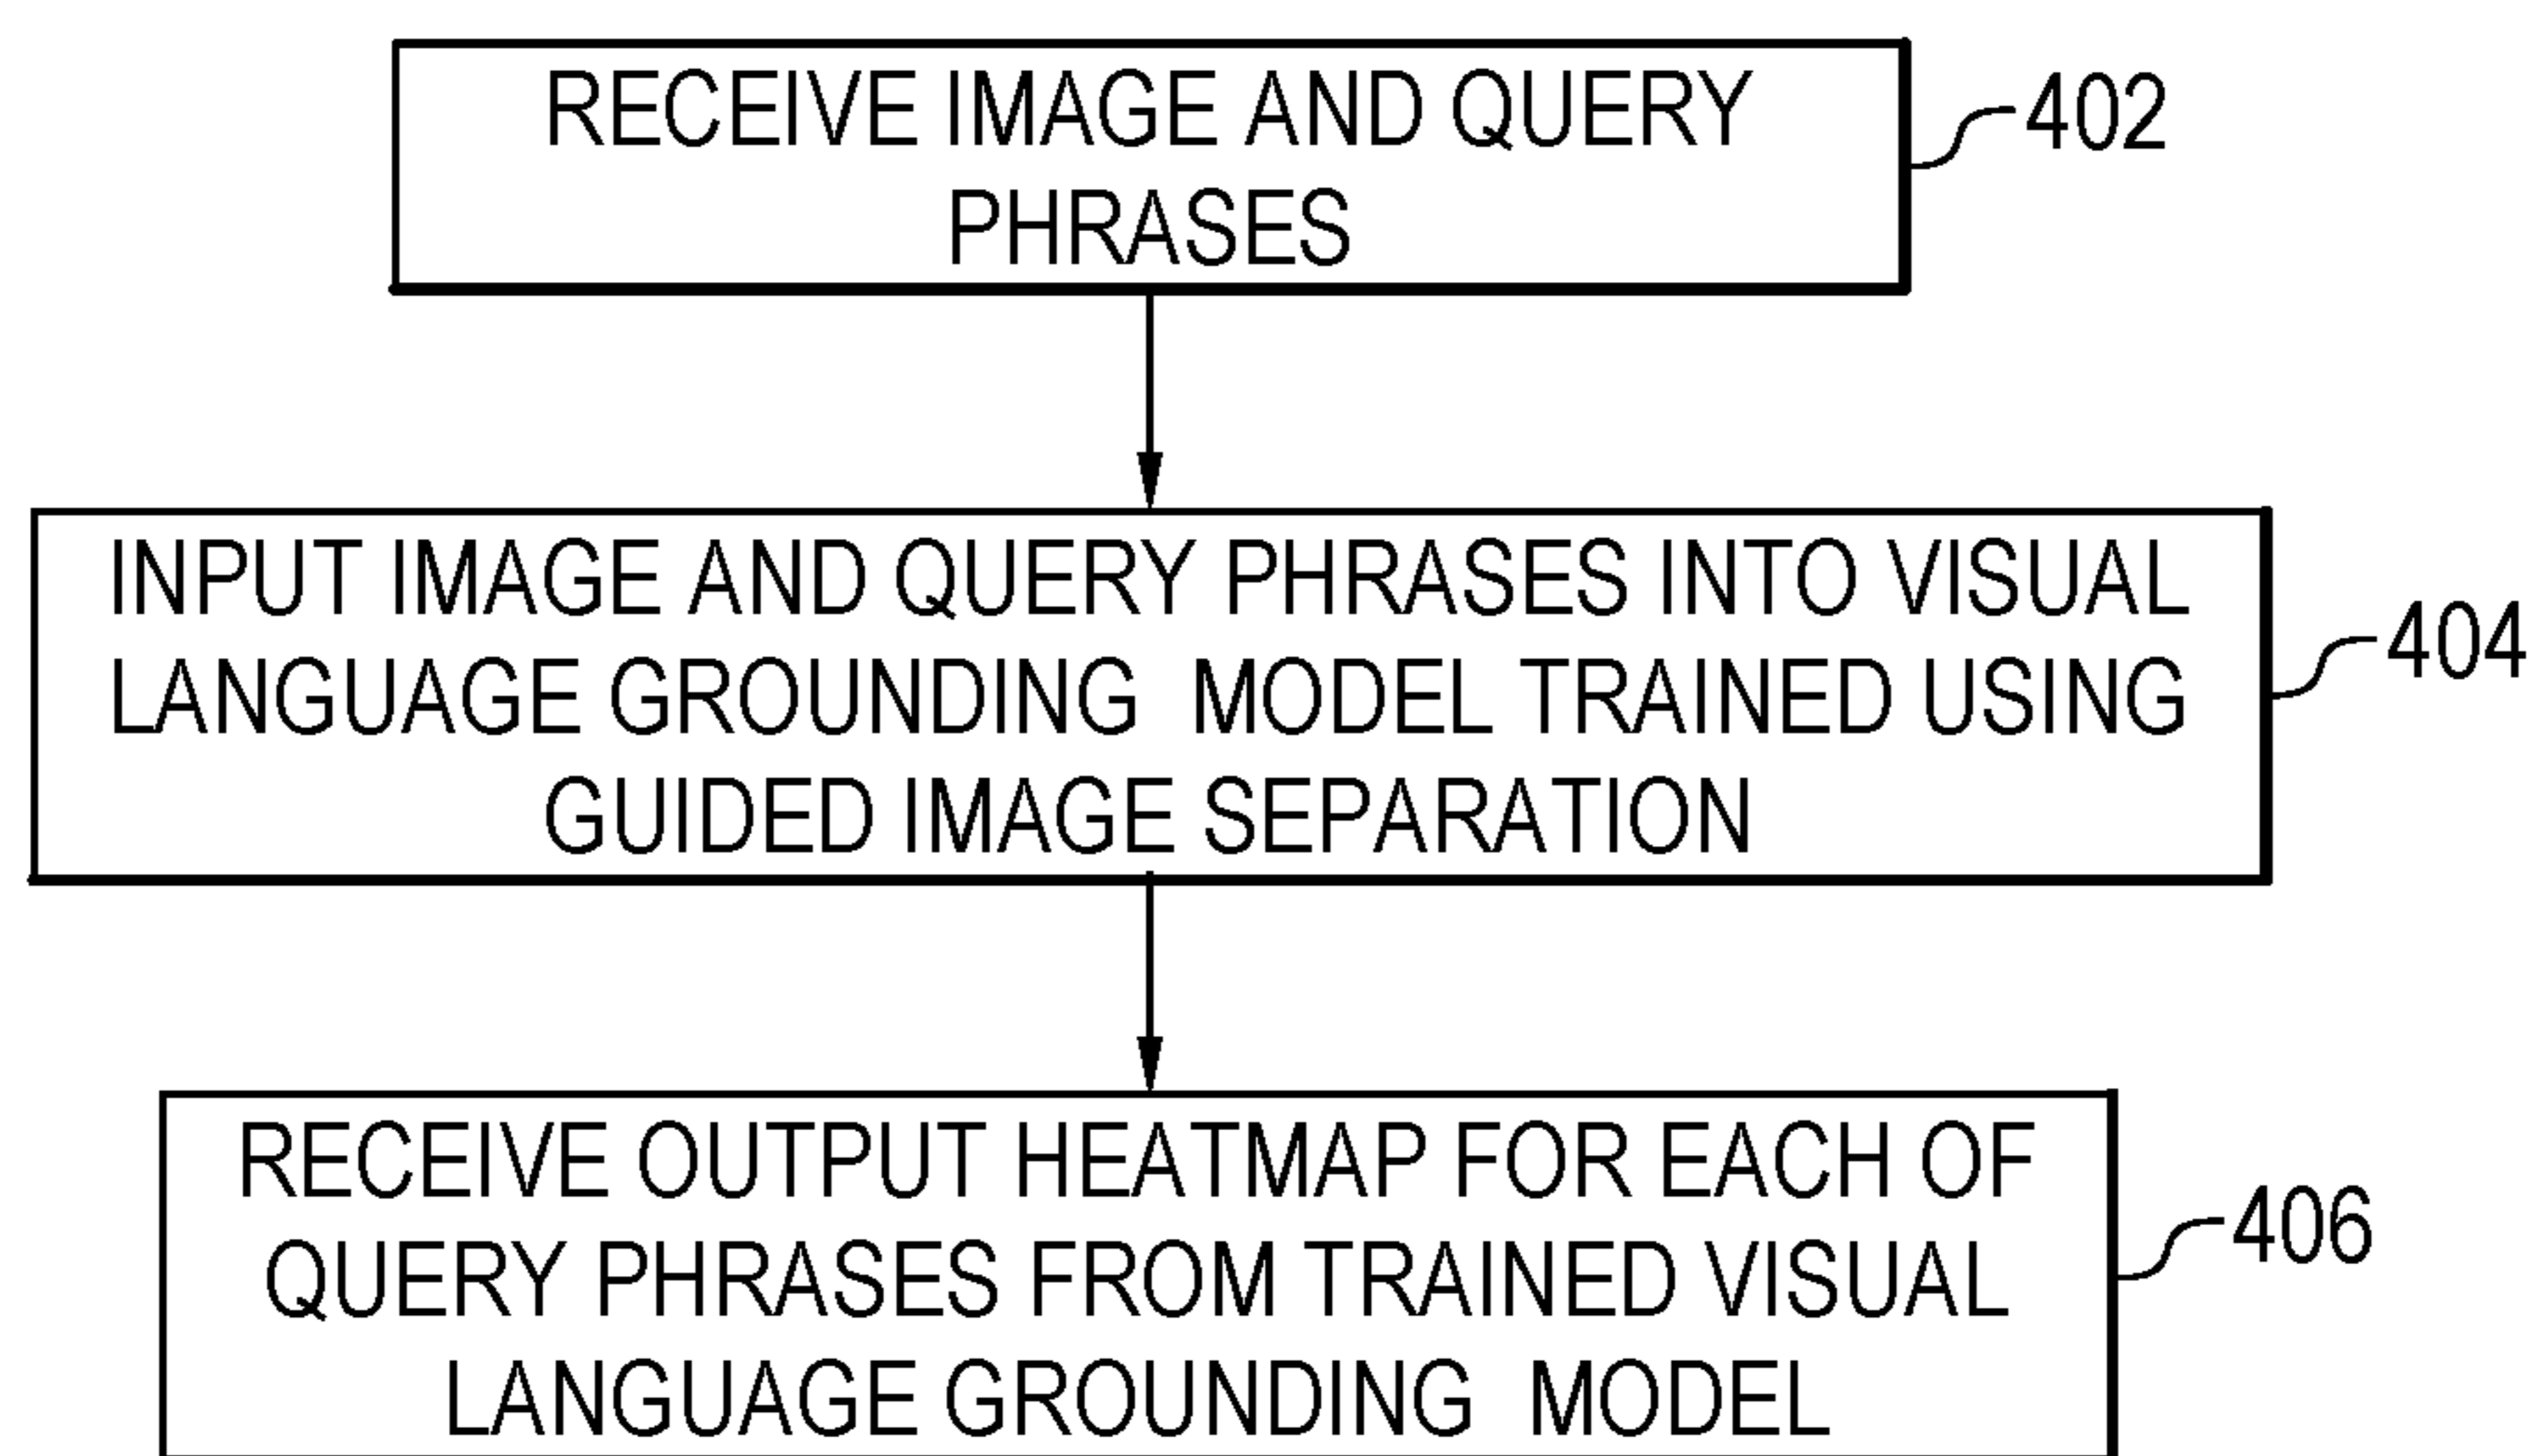 RECEIVE IMAGE AND QUERY
PHRASES
402
INPUT IMAGE AND QUERY PHRASES INTO VISUAL
LANGUAGE GROUNDING MODEL TRAINED USING
GUIDED IMAGE SEPARATION
404
RECEIVE OUTPUT HEATMAP FOR EACH OF
QUERY PHRASES FROM TRAINED VISUAL
LANGUAGE GROUNDING MODEL
406